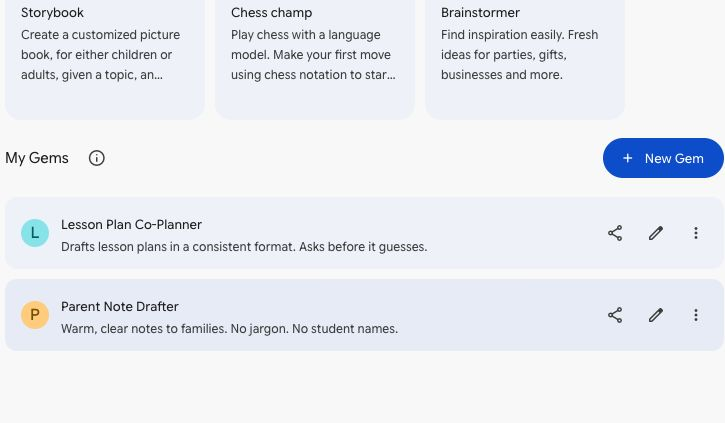 Storybook
Create a customized picture
book, for either children or
adults, given a topic, an...
Chess champ
Play chess with a language
model. Make your first move
using chess notation to star...
Brainstormer
Find inspiration easily. Fresh
ideas for parties, gifts,
businesses and more.
My Gems
+ New Gem
L
Lesson Plan Co-Planner
Drafts lesson plans in a consistent format. Asks before it guesses.
P
Parent Note Drafter
Warm, clear notes to families. No jargon. No student names.